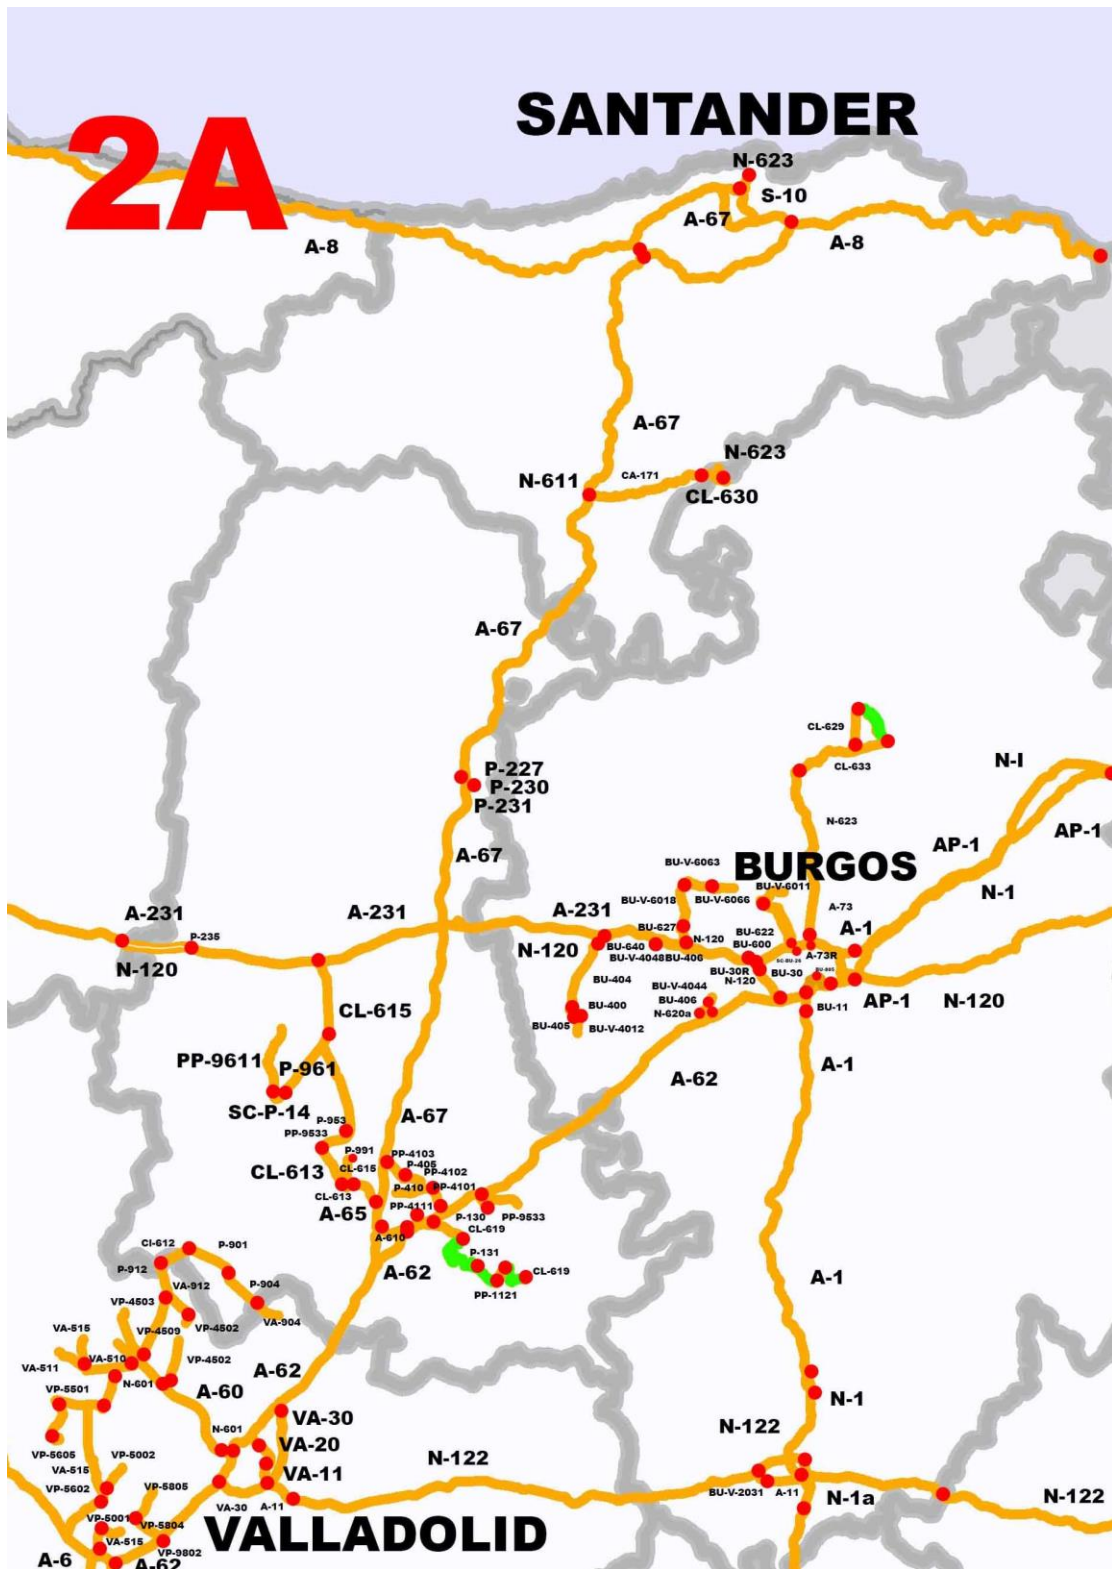 SANTANDER
2A
N-623
S-10
A-67
A-8
A-8
A-67
N-623
N-611
CA-171
CL-630
A-67
CL-629
CL-633
N-I
P-227
P-230
P-231
N-623
AP-1
AP-1
A-67
BURGOS
BU-V-6063
BU-V-6011
BU-V-6018
BU-V-6066
N-1
A-73
A-231
A-231
A-231
P-235
BU-627
BU-622
A-1
N-120
N-120
BU-640
N-120
BU-V-4048
BU-406
BU-600
A-73R
BU-30R
BU-30
N-120
BU-404
BU-V-4044
BU-406
N-620a
BU-11
AP-1
N-120
CL-615
BU-400
BU-405
BU-V-4012
PP-9611
P-961
A-1
A-62
SC-P-14
A-67
P-953
PP-9533
P-991
PP-4103
P-405
CL-613
CL-615
PP-4102
P-410
PP-4101
CL-613
A-65
PP-4111
P-130
PP-9533
A-610
CL-619
CI-612
P-901
P-912
A-62
P-131
CL-619
VA-912
P-904
PP-1121
A-1
VP-4503
VP-4502
VA-904
VA-515
VP-4509
VA-511
VA-510
VP-4502
A-62
N-601
A-60
VP-5501
N-1
VA-30
N-601
VA-20
N-122
VP-5605
VP-5002
VA-515
VA-11
N-122
VP-5602
VP-5805
BU-V-2031
A-11
N-1a
N-122
VA-30
A-11
VP-5001
VP-5804
VALLADOLID
VA-515
VP-9802
A-6
A-62